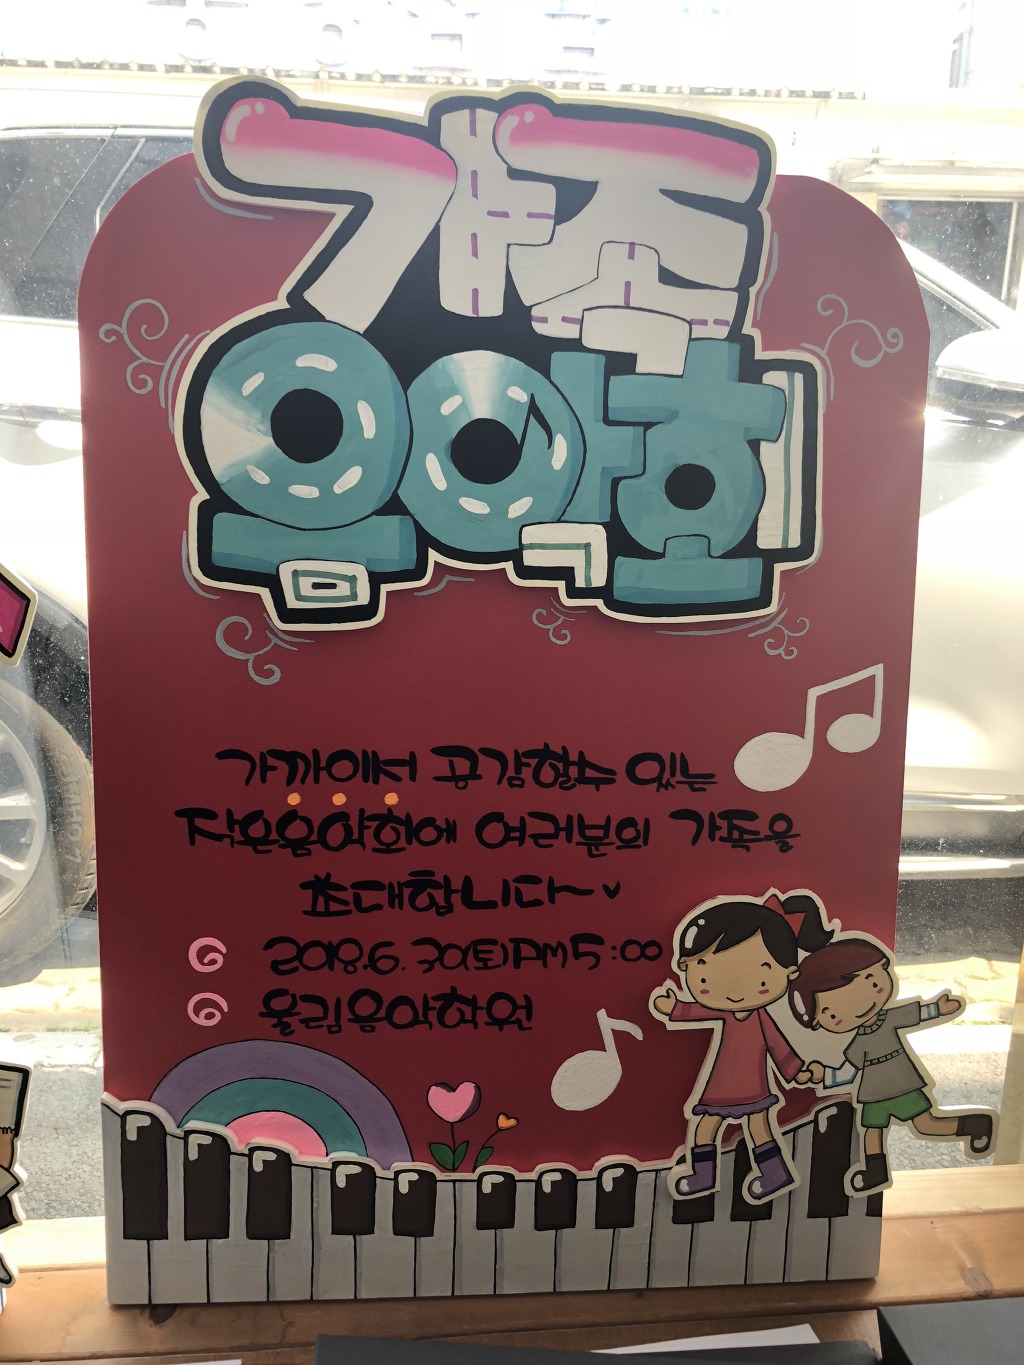 가족
음악회
가까이서 공감할수 있는
작은음악회에 여러분의 가족을
초대합니다~
2018.6.30(토)PM5:00
울림음악학원